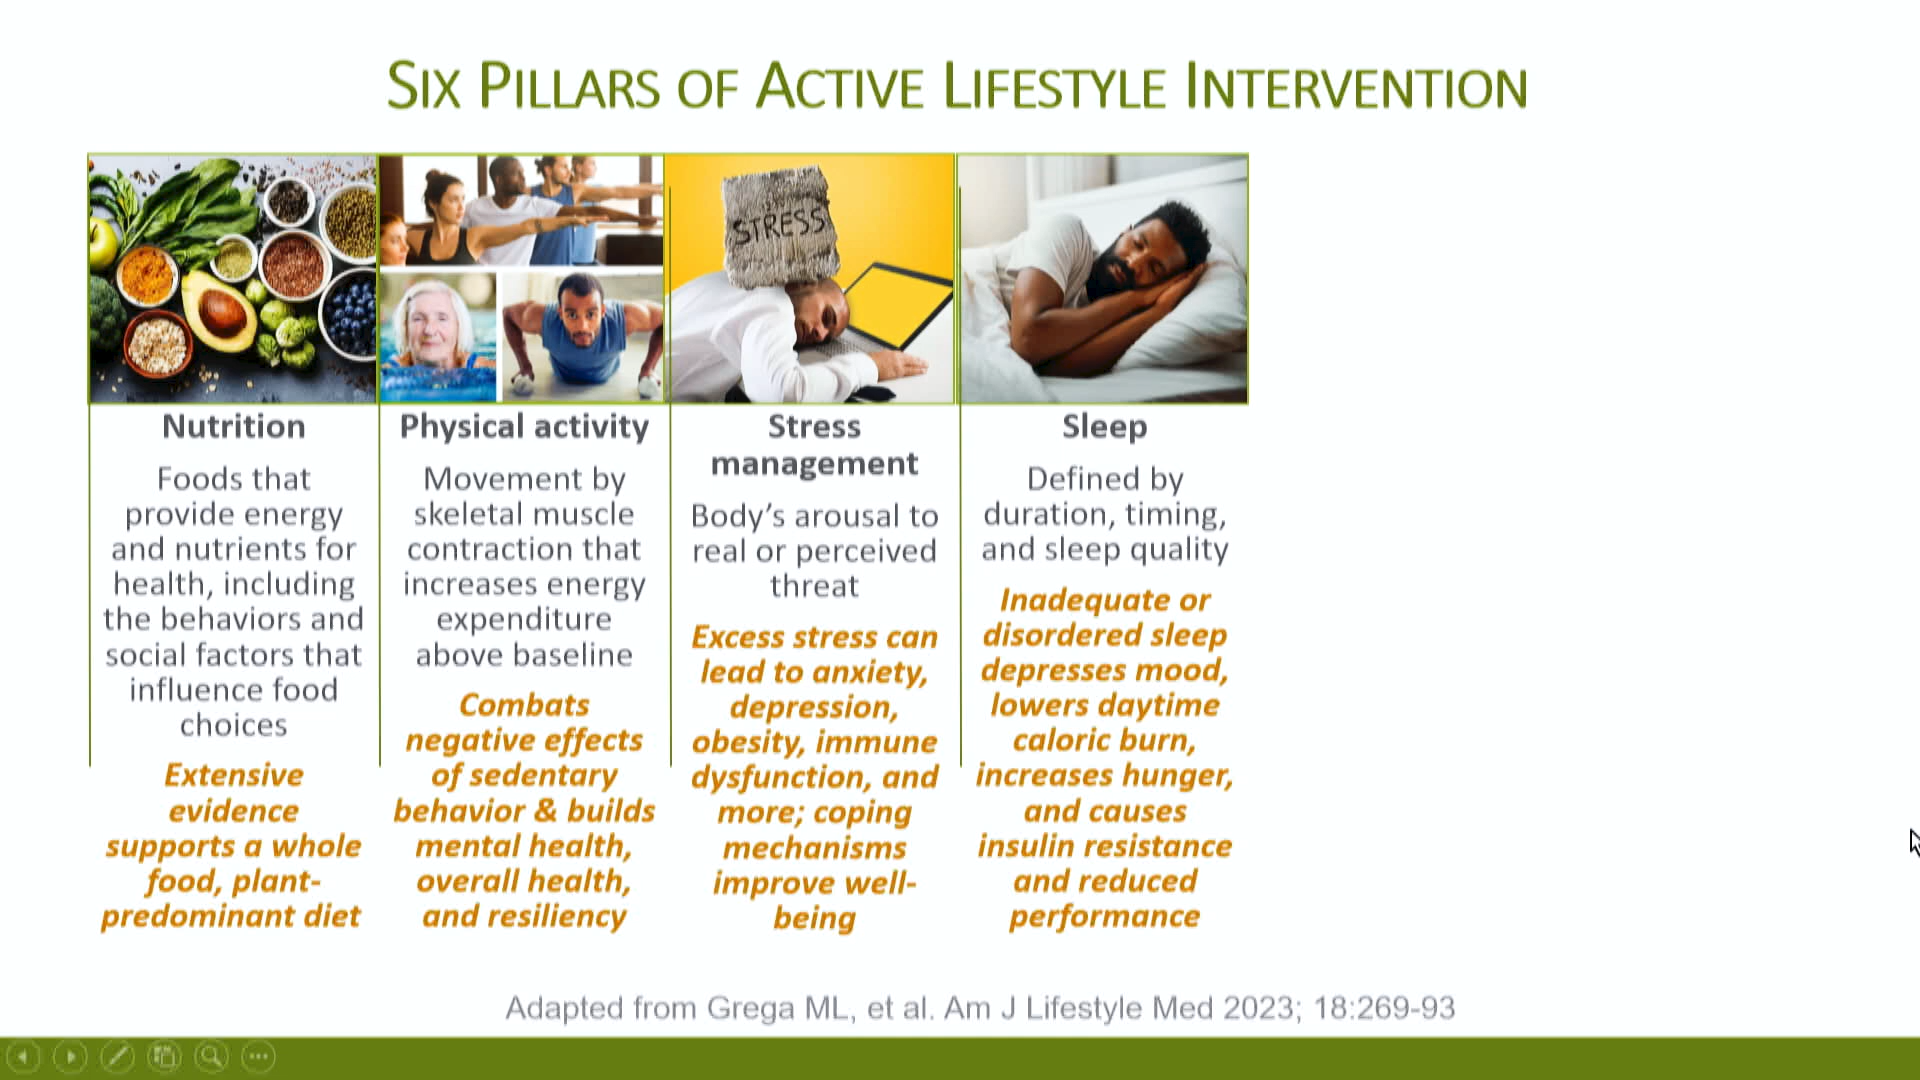 SIX PILLARS OF ACTIVE LIFESTYLE INTERVENTION
STRESS
Nutrition
Foods that
provide energy
and nutrients for
health, including
the behaviors and
social factors that
influence food
choices
Extensive
evidence
supports a whole
food, plant-
predominant diet
Physical activity
Movement by
skeletal muscle
contraction that
increases energy
expenditure
above baseline
Combats
negative effects
of sedentary
behavior & builds
mental health,
overall health,
and resiliency
Stress
management
Body’s arousal to
real or perceived
threat
Excess stress can
lead to anxiety,
depression,
obesity, immune
dysfunction, and
more; coping
mechanisms
improve well-
being
Sleep
Defined by
duration, timing,
and sleep quality
Inadequate or
disordered sleep
depresses mood,
lowers daytime
caloric burn,
increases hunger,
and causes
insulin resistance
and reduced
performance
Adapted from Grega ML, et al. Am J Lifestyle Med 2023; 18:269-93